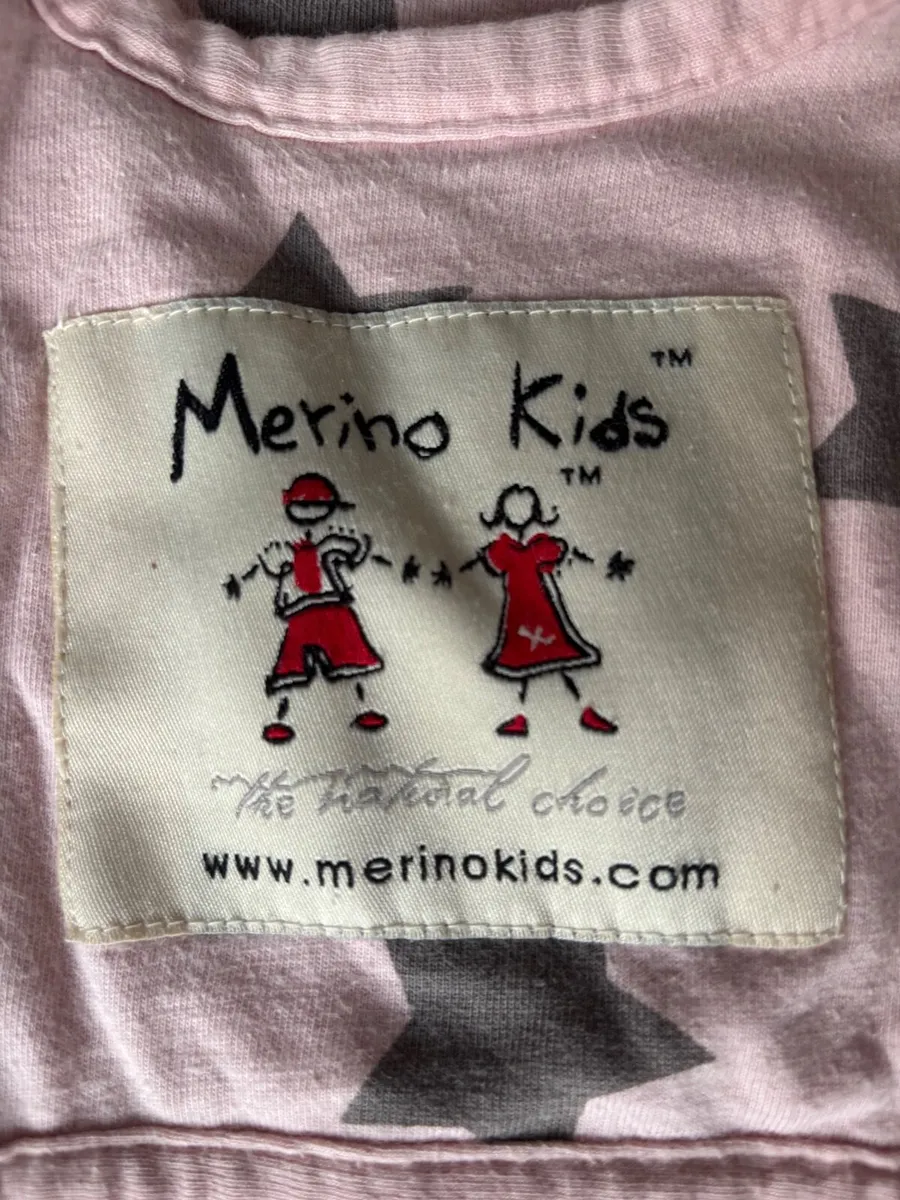 Merino Kids™
™
the natural choice
www.merinokids.com